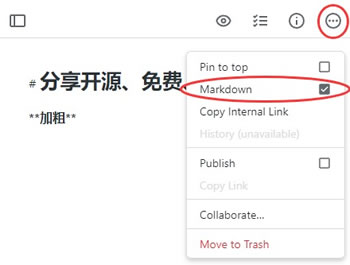 # 分享开源、免费、
**加粗**
Pin to top
Markdown
Copy Internal Link
History (unavailable)
Publish
Copy Link
Collaborate...
Move to Trash